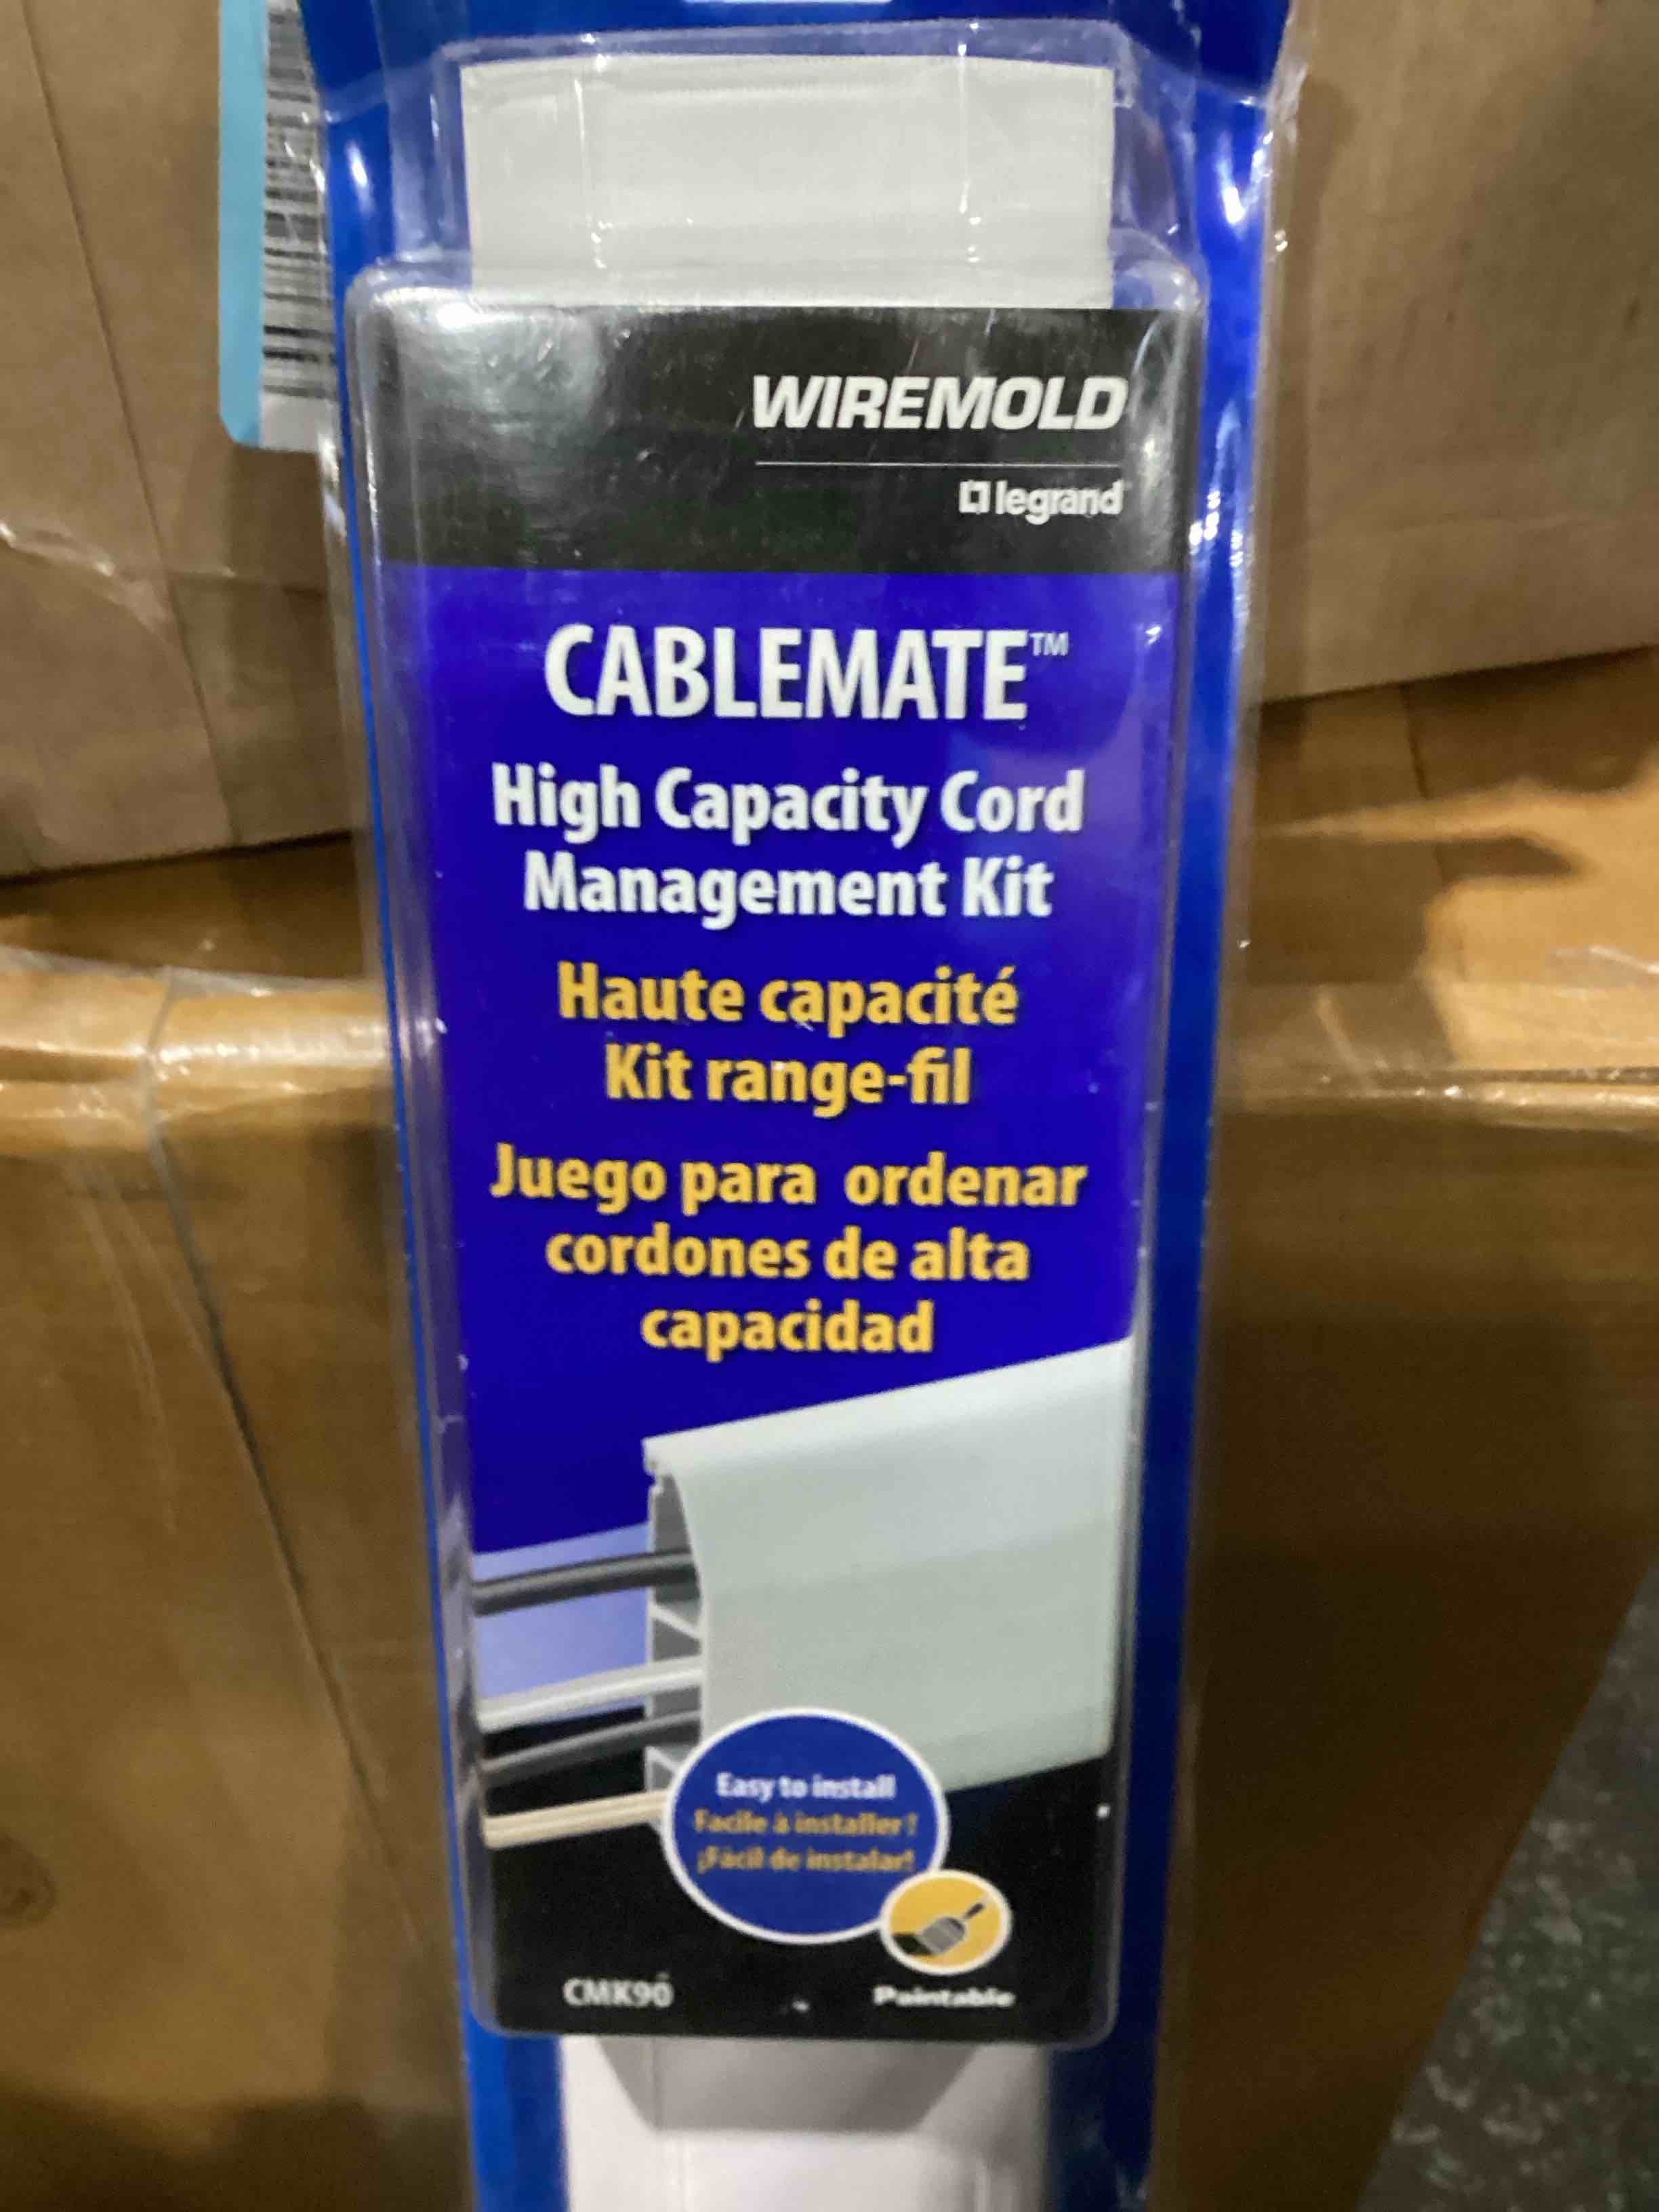 WIREMOLD
legrand
CABLEMATE™
High Capacity Cord
Management Kit
Haute capacité
Kit range-fil
Juego para ordenar
cordones de alta
capacidad
Easy to install
Facile à installer !
¡Fácil de instalar!
CMK90
Paintable